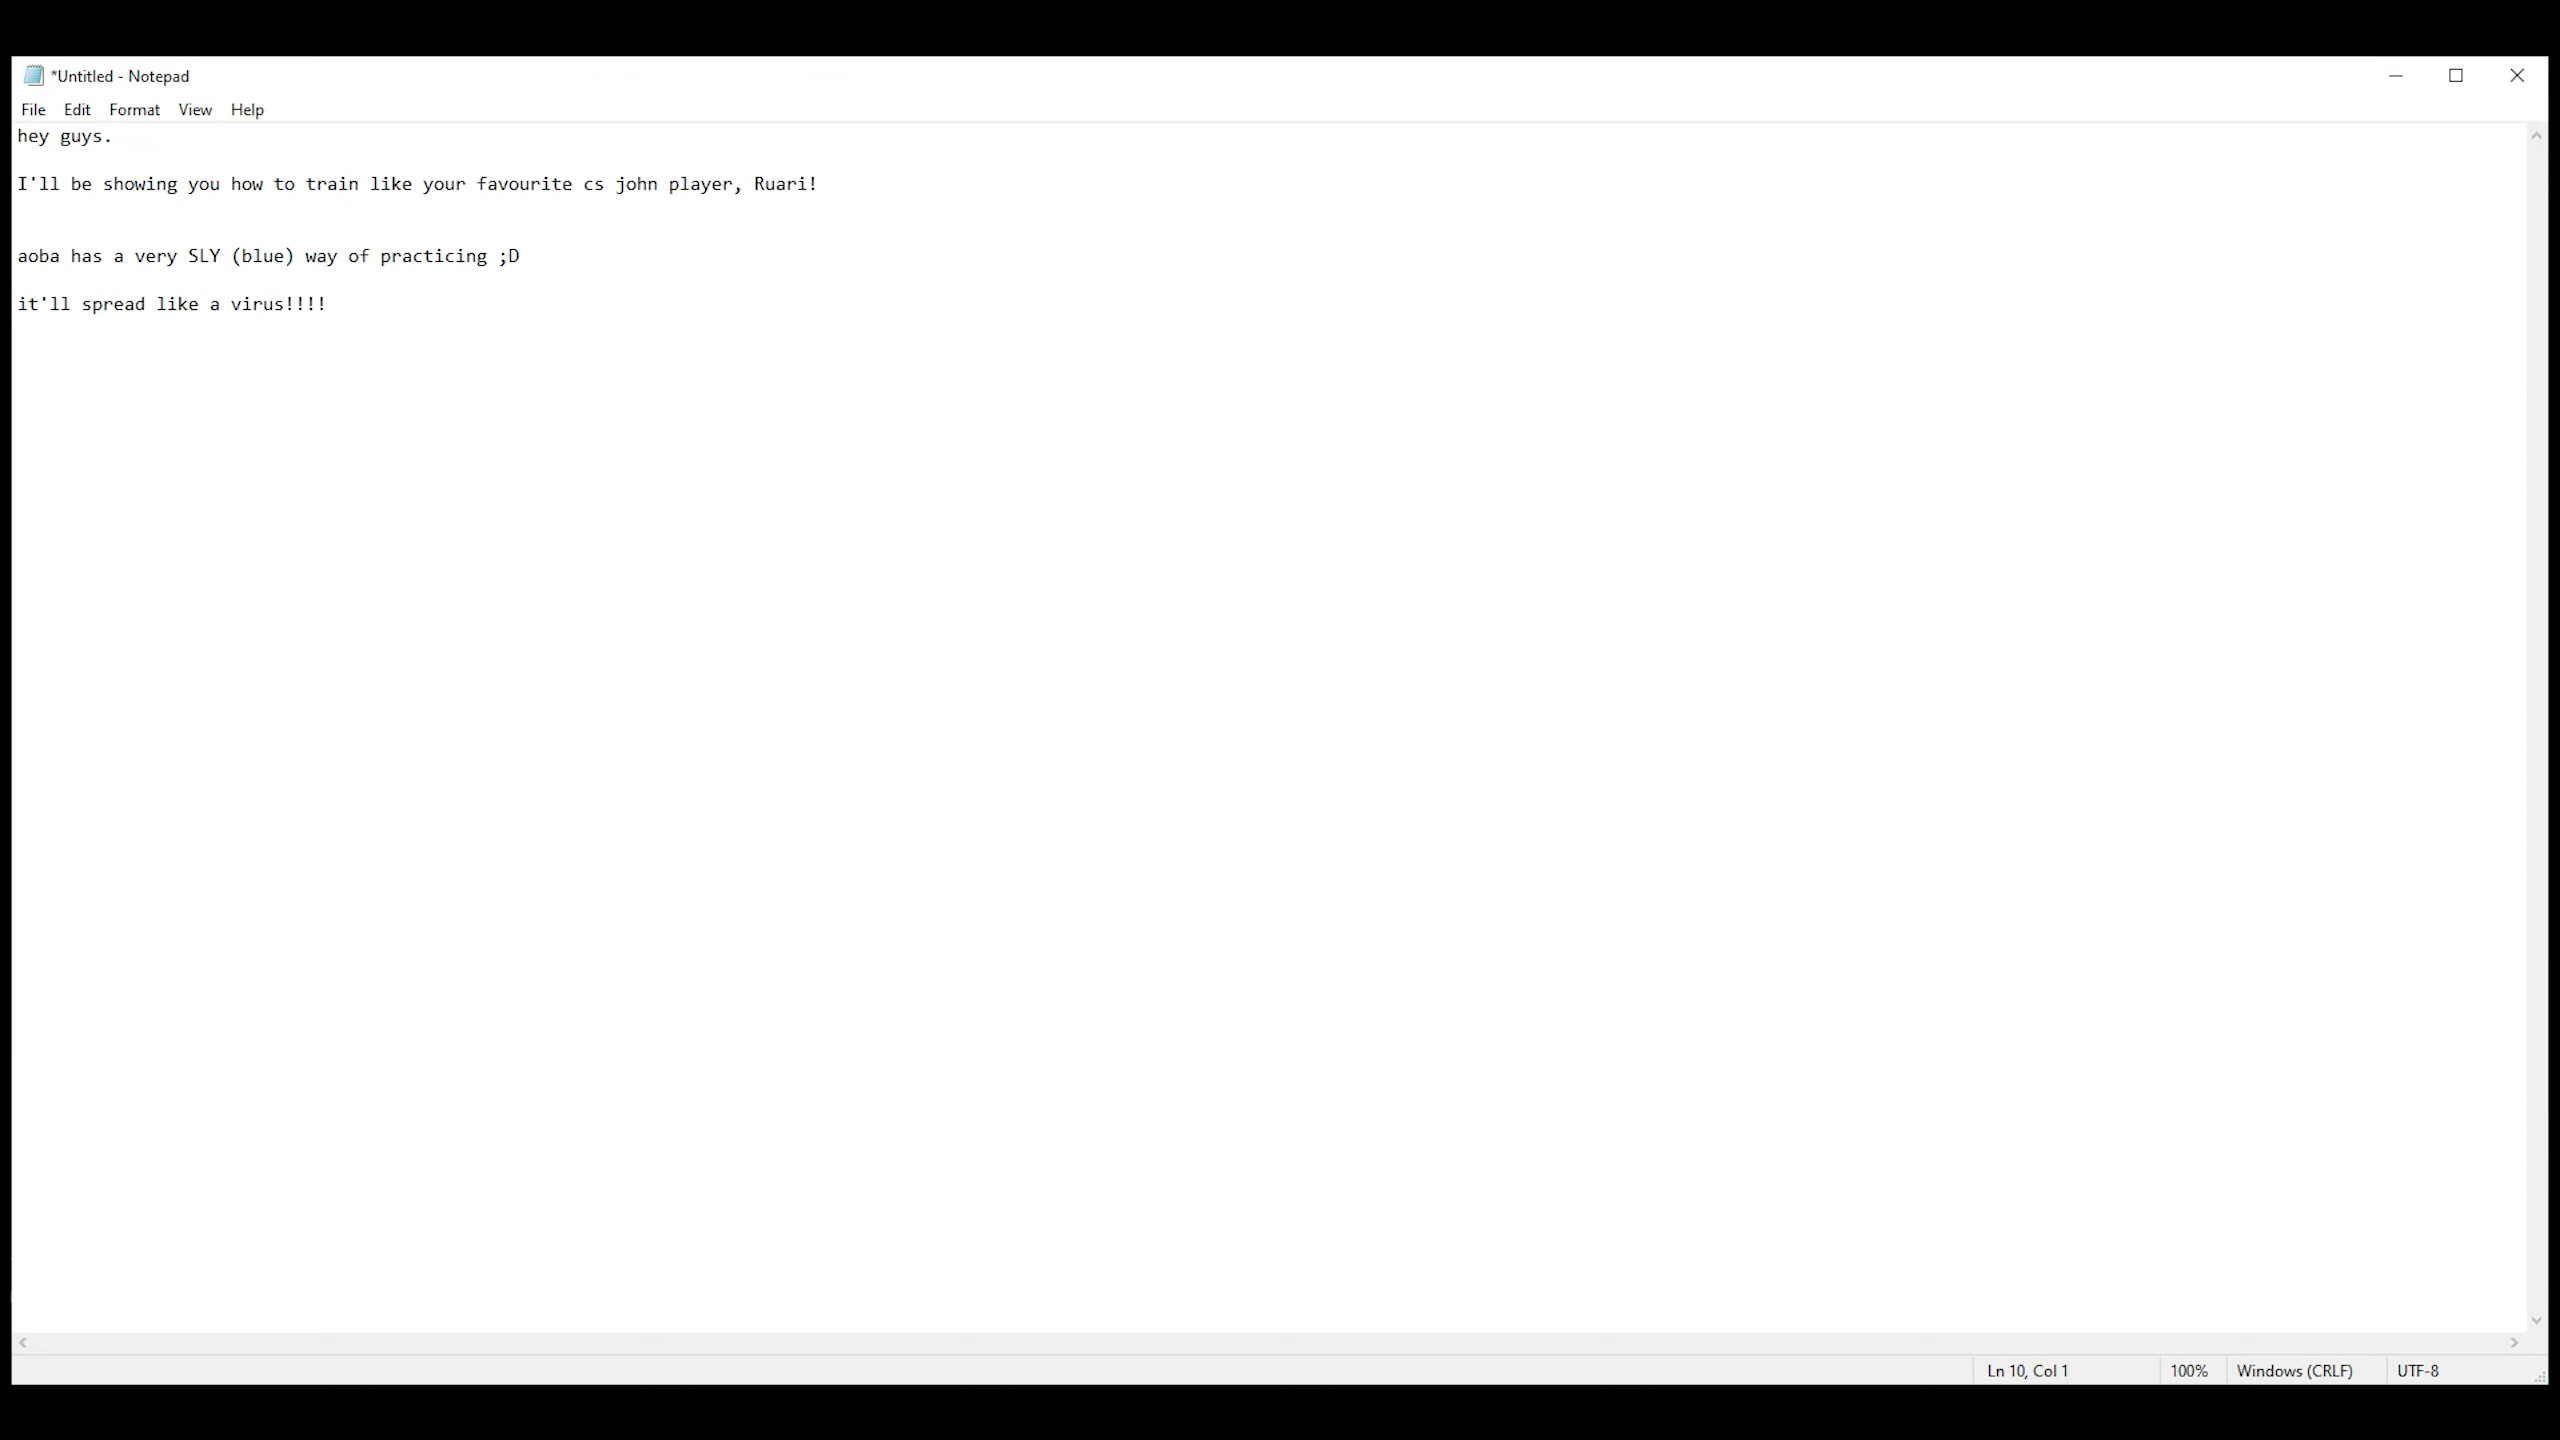 *Untitled - Notepad
File Edit Format View Help
hey guys.
I'll be showing you how to train like your favourite cs john player, Ruari!
aoba has a very SLY (blue) way of practicing ;D
it'll spread like a virus!!!!
Ln 10, Col 1 100% Windows (CRLF) UTF-8